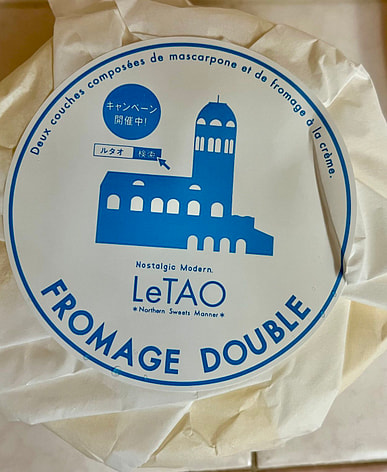 Deux couches composées de mascarpone et de fromage à la crème.
キャンペーン
開催中!
ルタオ 検索
Nostalgic Modern.
LeTAO
*Northern Sweets Manner*
FROMAGE DOUBLE